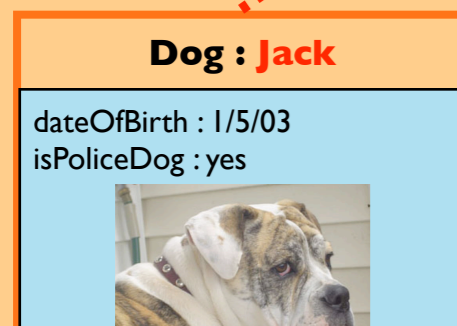 Dog : Jack
dateOfBirth : 1/5/03
isPoliceDog : yes